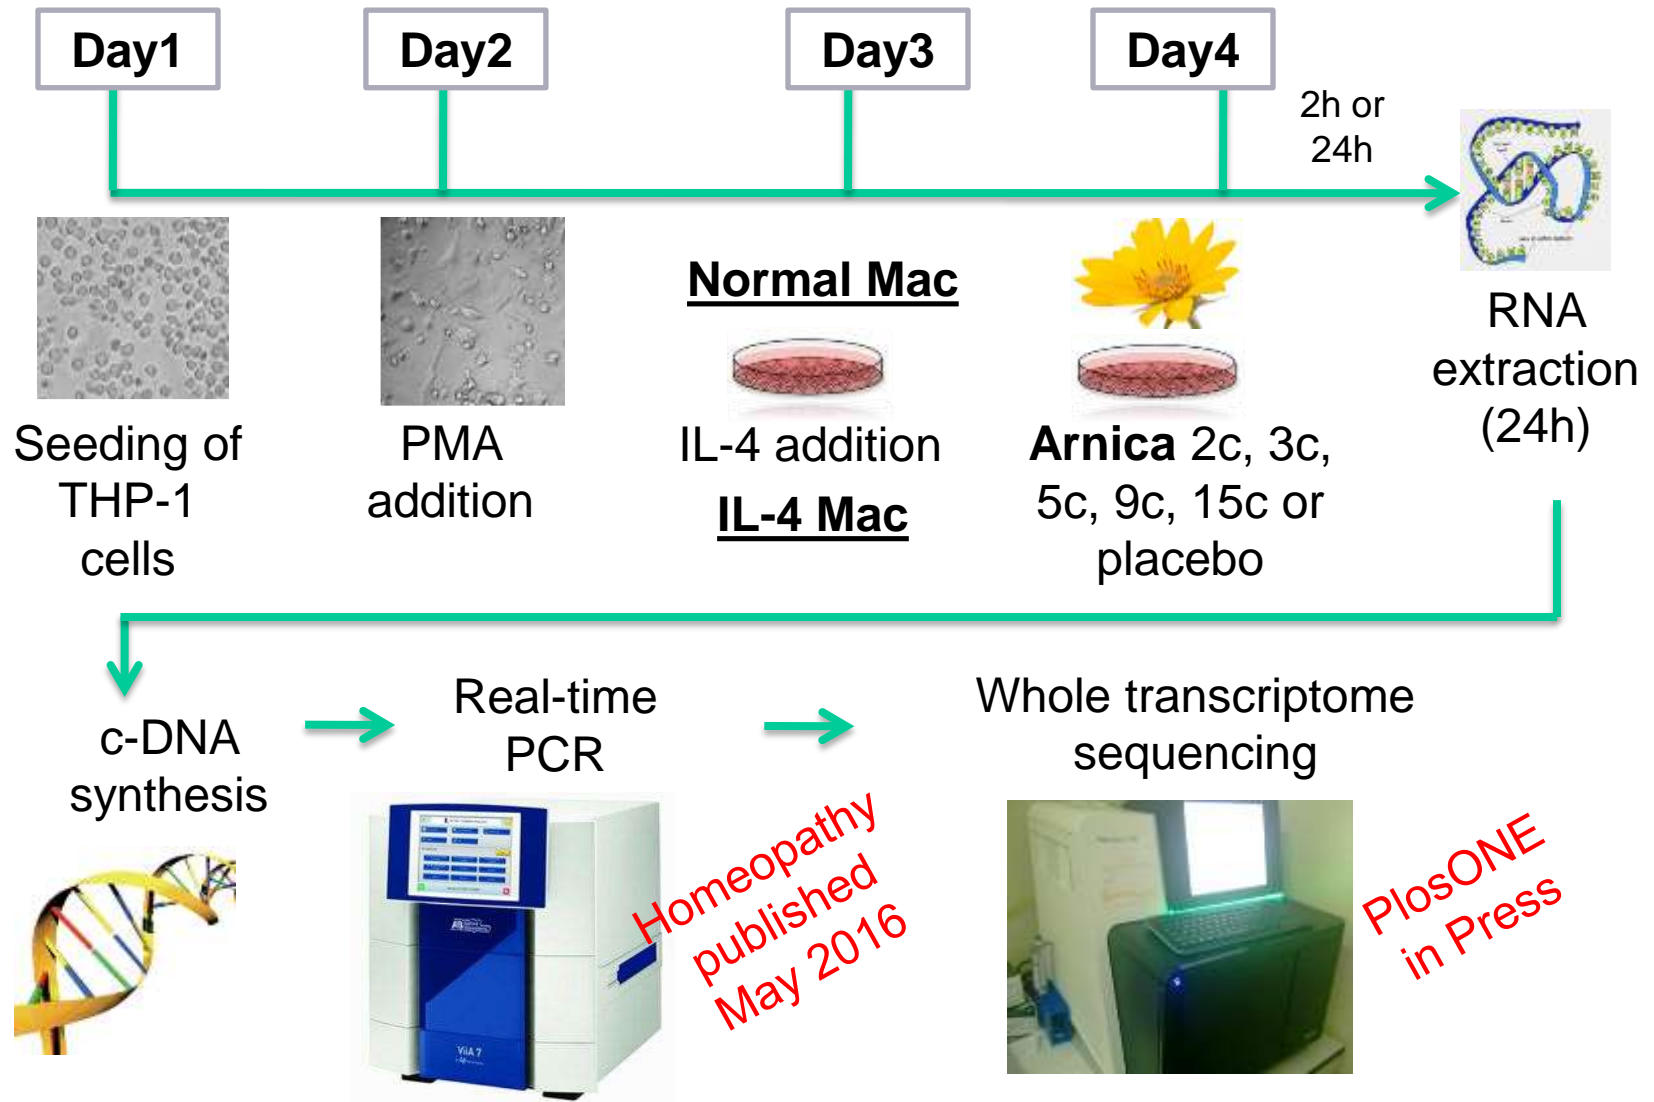 Day1
Day2
Day3
Day4
2h or
24h
Seeding of
THP-1
cells
PMA
addition
Normal Mac
IL-4 addition
IL-4 Mac
Arnica 2c, 3c,
5c, 9c, 15c or
placebo
RNA
extraction
(24h)
c-DNA
synthesis
Real-time
PCR
Whole transcriptome
sequencing
ViiA 7
Homeopathy
published
May 2016
PlosONE
in Press